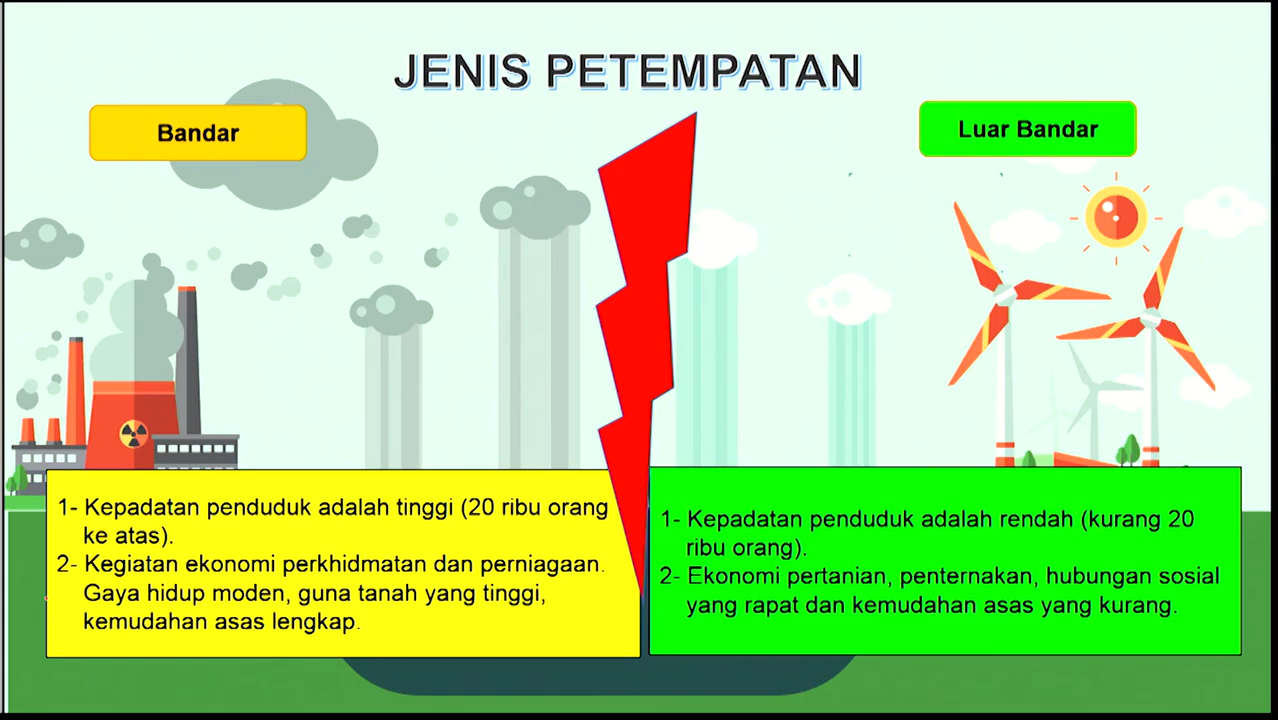 JENIS PETEMPATAN
Bandar
Luar Bandar
1- Kepadatan penduduk adalah tinggi (20 ribu orang
ke atas).
2- Kegiatan ekonomi perkhidmatan dan perniagaan.
Gaya hidup moden, guna tanah yang tinggi,
kemudahan asas lengkap.
1- Kepadatan penduduk adalah rendah (kurang 20
ribu orang).
2- Ekonomi pertanian, penternakan, hubungan sosial
yang rapat dan kemudahan asas yang kurang.